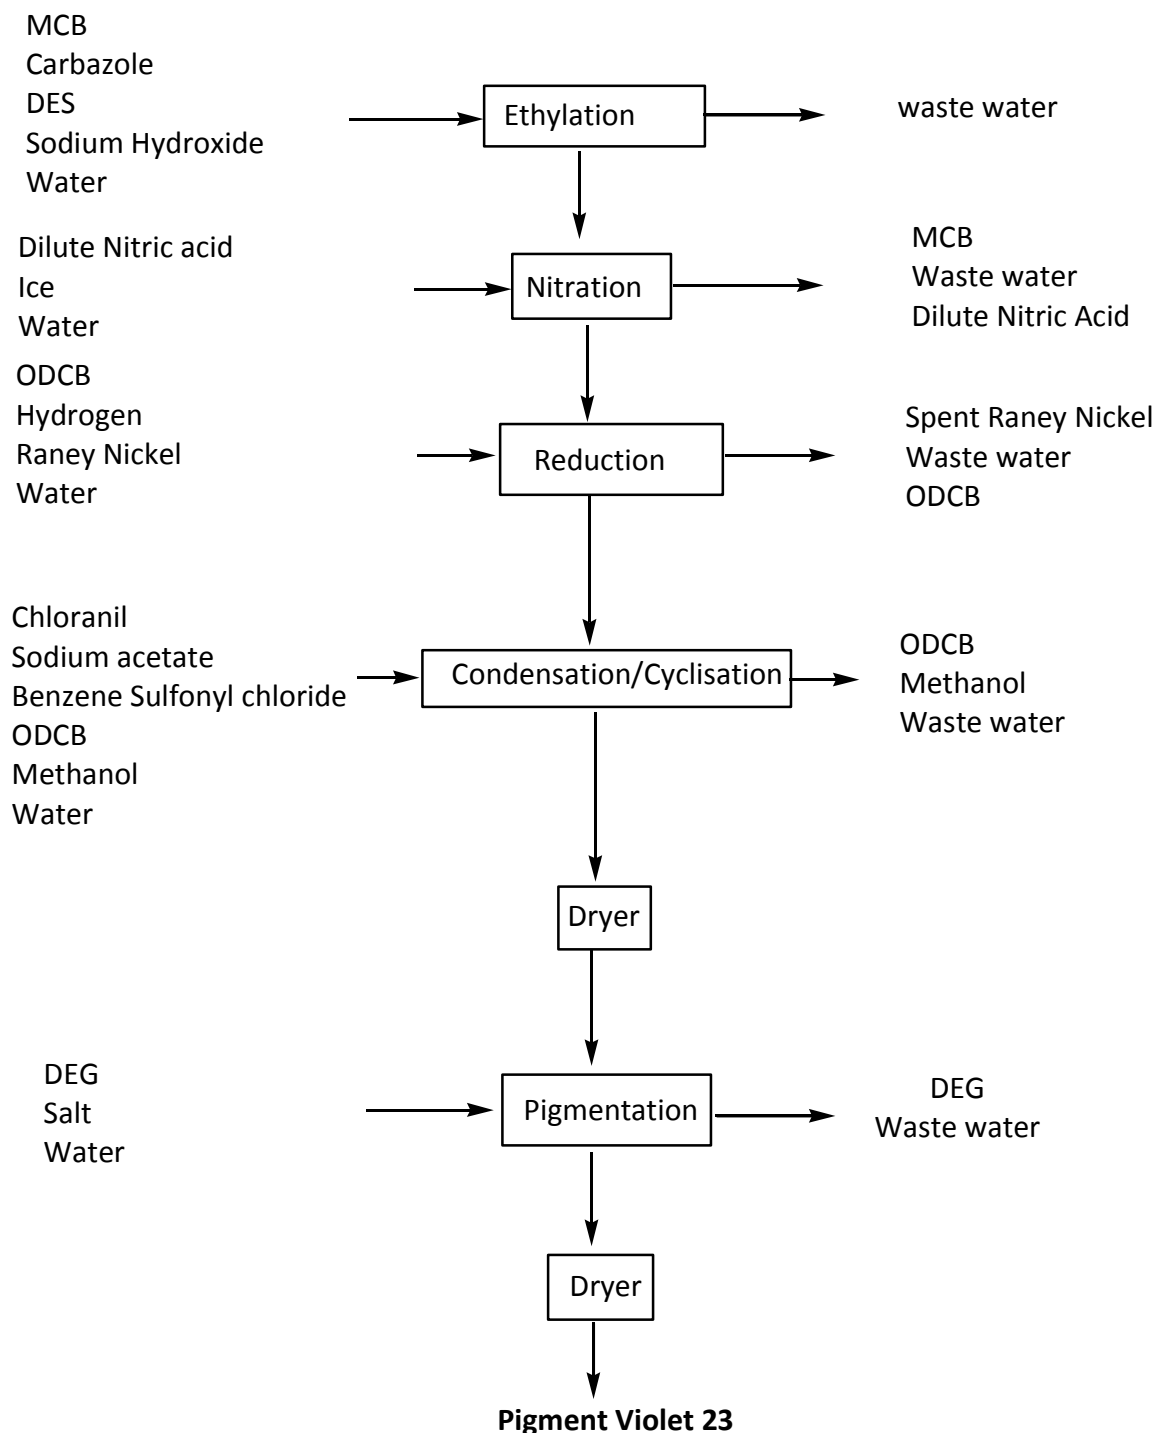 MCB
Carbazole
DES
Sodium Hydroxide
Water
Ethylation
waste water
Dilute Nitric acid
Ice
Water
Nitration
MCB
Waste water
Dilute Nitric Acid
ODCB
Hydrogen
Raney Nickel
Water
Reduction
Spent Raney Nickel
Waste water
ODCB
Chloranil
Sodium acetate
Benzene Sulfonyl chloride
ODCB
Methanol
Water
Condensation/Cyclisation
ODCB
Methanol
Waste water
Dryer
DEG
Salt
Water
Pigmentation
DEG
Waste water
Dryer
Pigment Violet 23